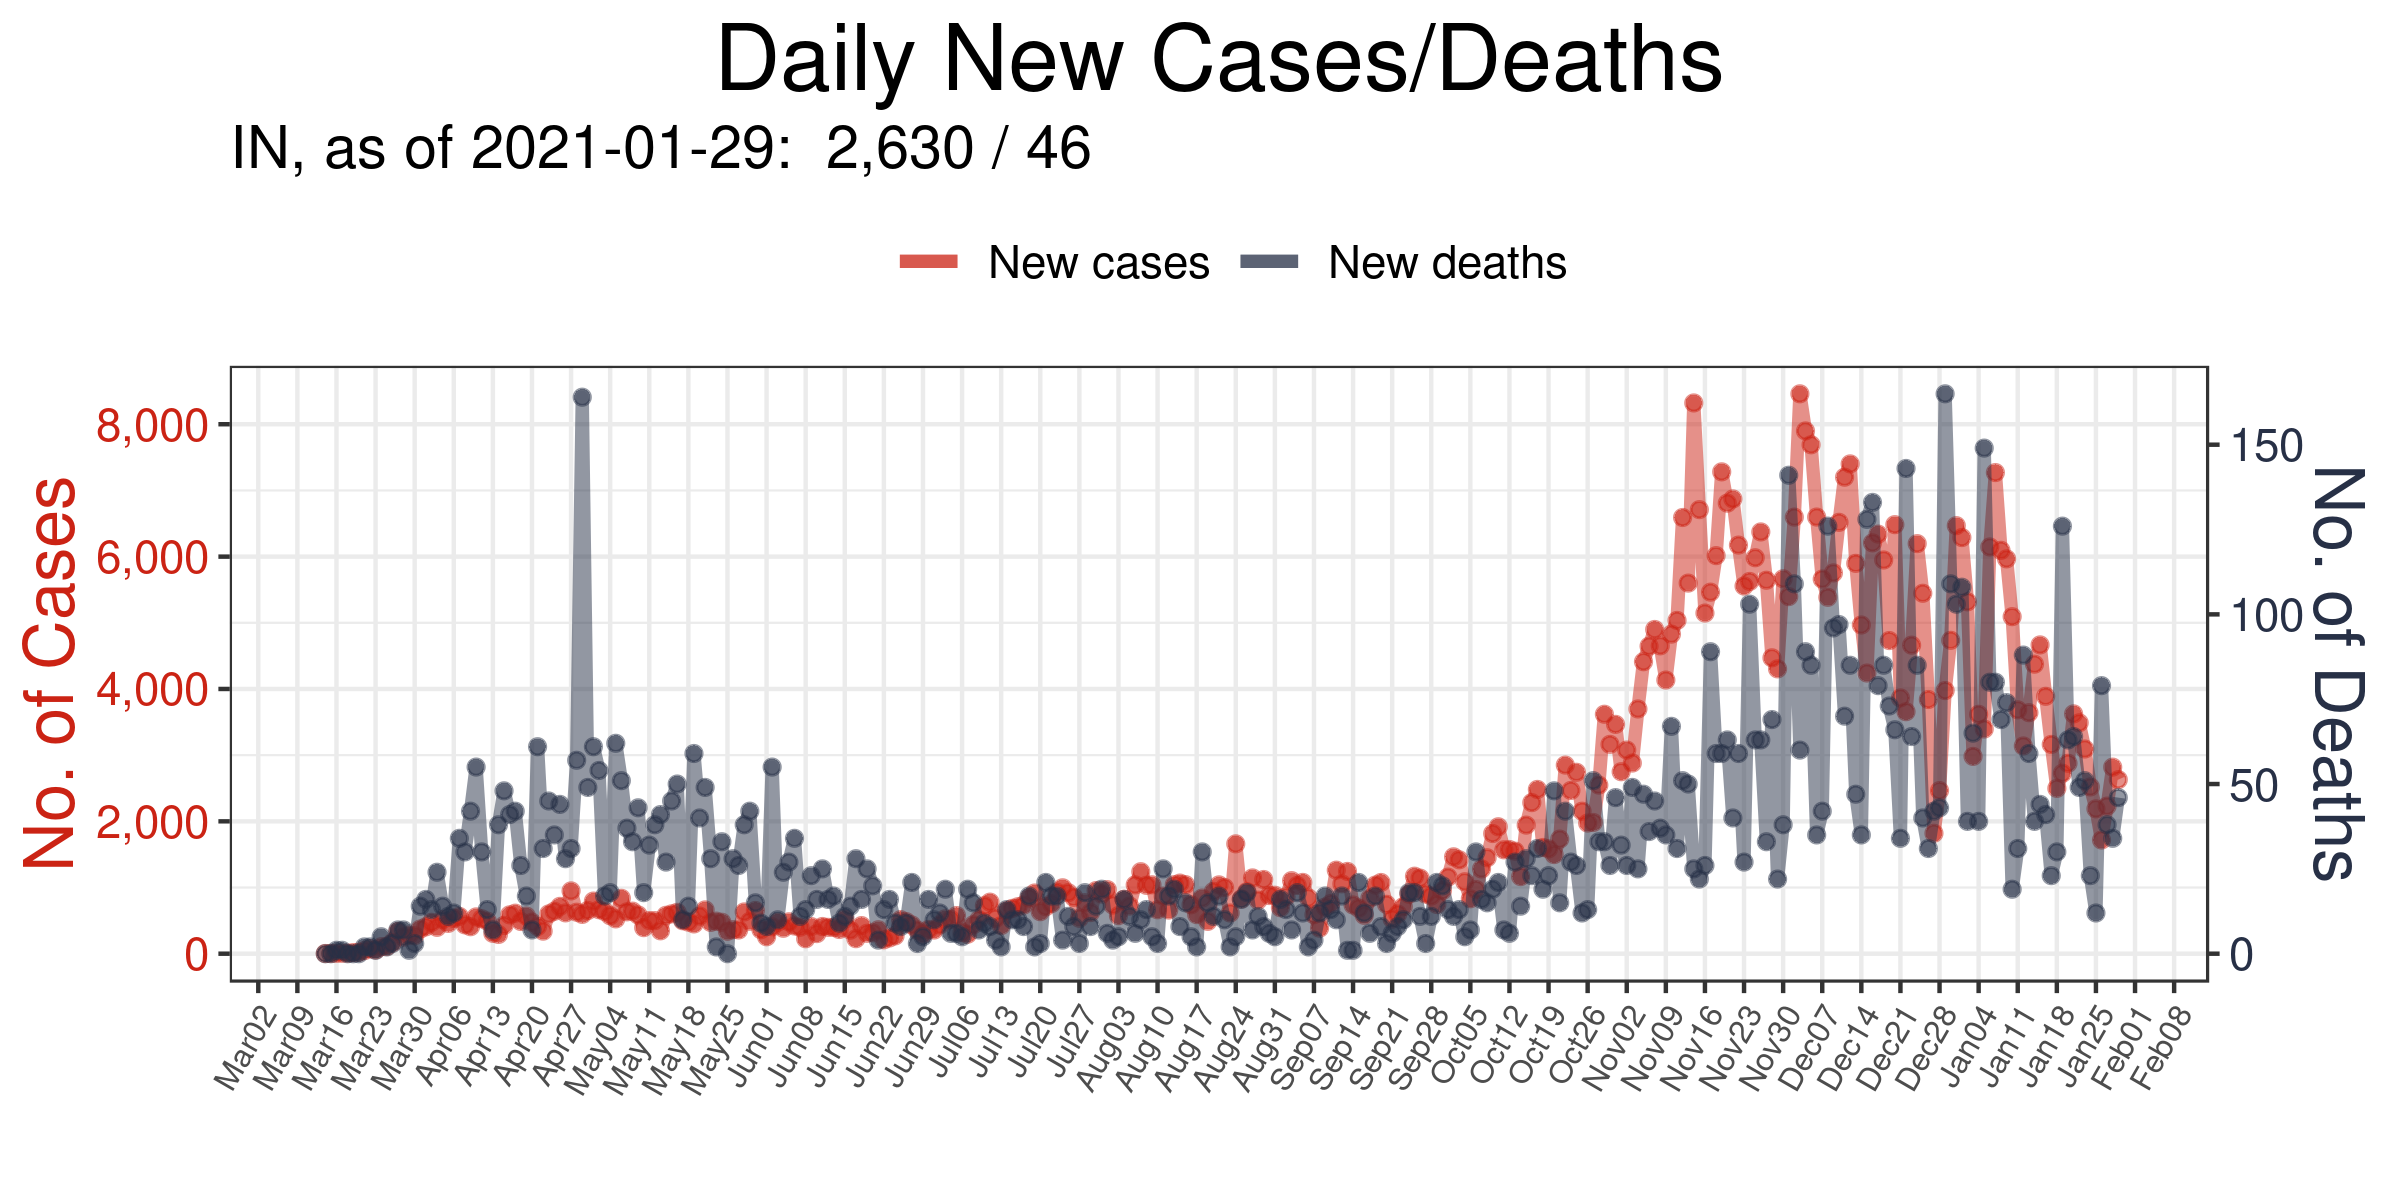 Daily New Cases/Deaths
IN, as of 2021-01-29: 2,630 / 46
New cases
New deaths
No. of Cases
8,000
6,000
4,000
2,000
0
150
100
50
0
No. of Deaths
Mar02
Mar09
Mar16
Mar23
Mar30
Apr06
Apr13
Apr20
Apr27
May04
May11
May18
May25
Jun01
Jun08
Jun15
Jun22
Jun29
Jul06
Jul13
Jul20
Jul27
Aug03
Aug10
Aug17
Aug24
Aug31
Sep07
Sep14
Sep21
Sep28
Oct05
Oct12
Oct19
Oct26
Nov02
Nov09
Nov16
Nov23
Nov30
Dec07
Dec14
Dec21
Dec28
Jan04
Jan11
Jan18
Jan25
Feb01
Feb08